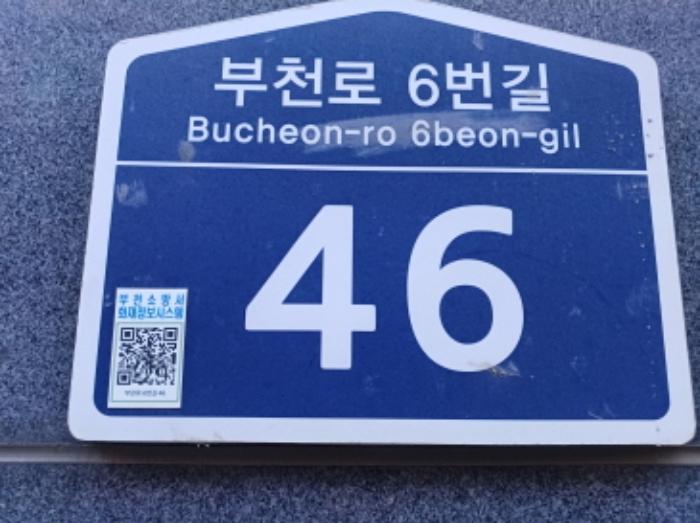 부천로 6번길
Bucheon-ro 6beon-gil
46
부천소방서
화재정보시스템